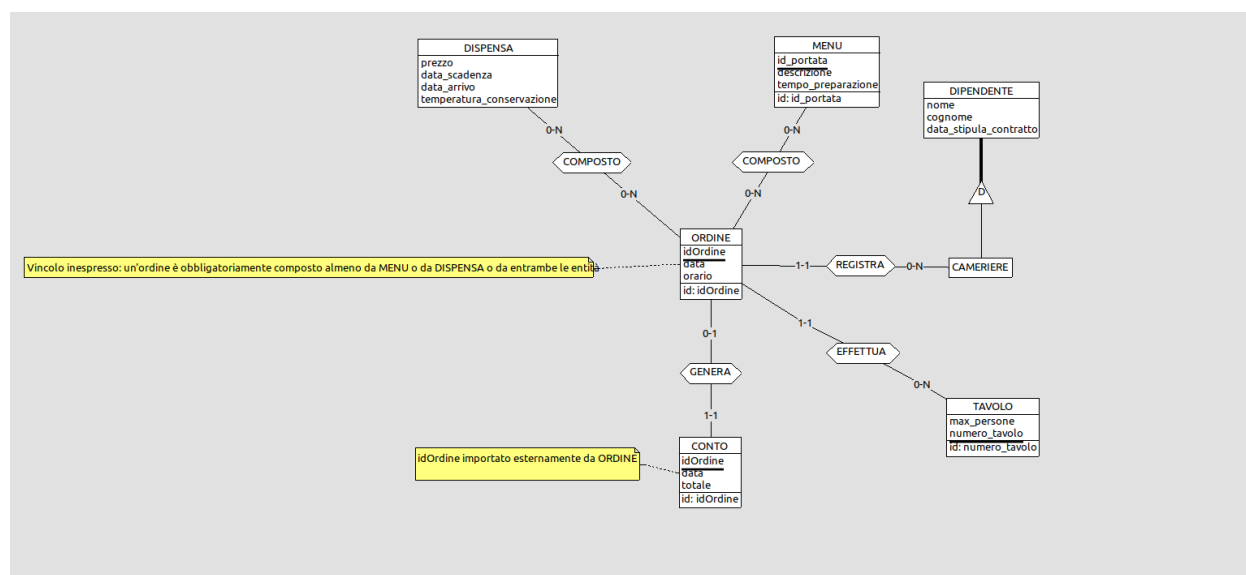 DISPENSA
prezzo
data_scadenza
data_arrivo
temperatura_conservazione
MENU
id_portata
descrizione
tempo_preparazione
id: id_portata
DIPENDENTE
nome
cognome
data_stipula_contratto
0-N
0-N
COMPOSTO
COMPOSTO
D
0-N
0-N
ORDINE
idOrdine
data
orario
id: idOrdine
Vincolo inespresso: un'ordine è obbligatoriamente composto almeno da MENU o da DISPENSA o da entrambe le entità
1-1
REGISTRA
0-N
CAMERIERE
1-1
0-1
EFFETTUA
GENERA
0-N
1-1
TAVOLO
max_persone
numero_tavolo
id: numero_tavolo
CONTO
idOrdine
data
totale
id: idOrdine
idOrdine importato esternamente da ORDINE